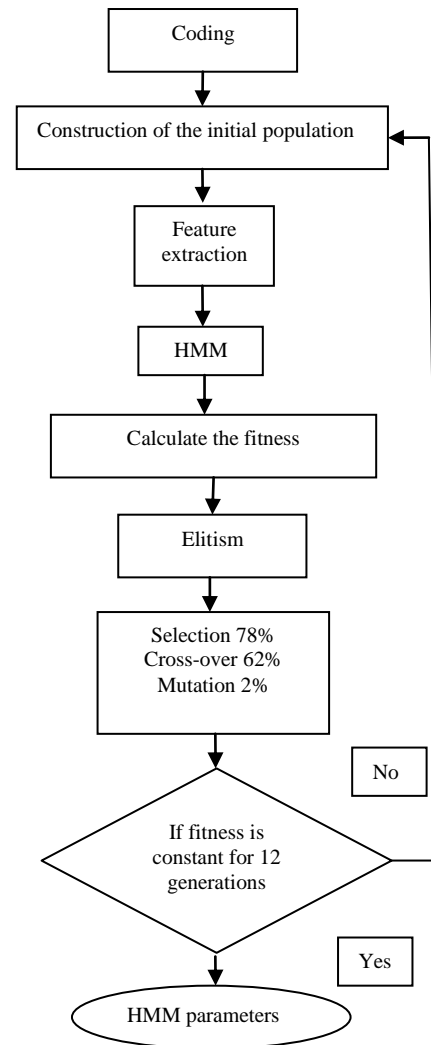 Coding
Construction of the initial population
Feature
extraction
HMM
Calculate the fitness
Elitism
Selection 78%
Cross-over 62%
Mutation 2%
No
If fitness is
constant for 12
generations
Yes
HMM parameters